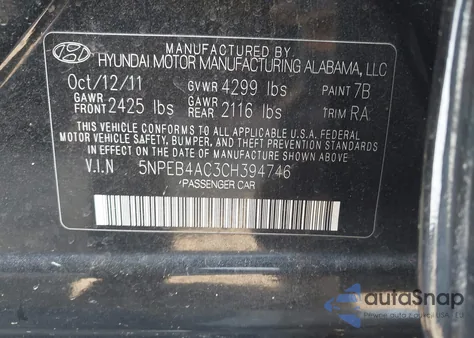 MANUFACTURED BY
HYUNDAI MOTOR MANUFACTURING ALABAMA, LLC
Oct/12/11 GVWR 4299 lbs PAINT 7B
GAWR FRONT 2425 lbs GAWR REAR 2116 lbs TRIM RA
THIS VEHICLE CONFORMS TO ALL APPLICABLE U.S.A. FEDERAL
MOTOR VEHICLE SAFETY, BUMPER, AND THEFT PREVENTION STANDARDS
IN EFFECT ON THE DATE OF MANUFACTURE SHOWN ABOVE.
V.I.N 5NPEB4AC3CH394746
PASSENGER CAR
autoSnap